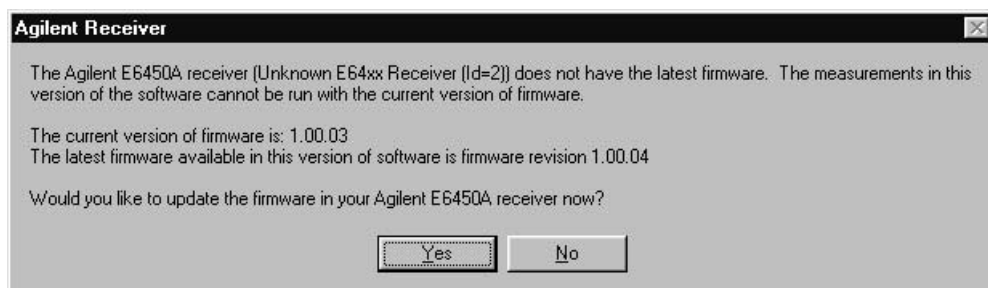 Agilent Receiver
The Agilent E6450A receiver (Unknown E64xx Receiver (Id=2)) does not have the latest firmware. The measurements in this
version of the software cannot be run with the current version of firmware.
The current version of firmware is: 1.00.03
The latest firmware available in this version of software is firmware revision 1.00.04
Would you like to update the firmware in your Agilent E6450A receiver now?
Yes No